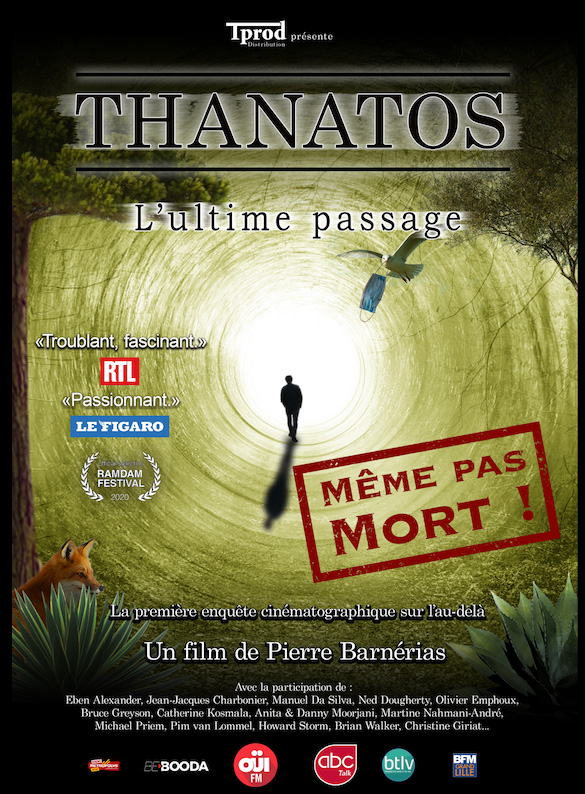 Tprod présente
Distribution
THANATOS
L'ultime passage
«Troublant, fascinant.»
RTL
«Passionnant.»
LE FIGARO
RAMDAM
FESTIVAL
2020
MÊME PAS
MORT !
La première enquête cinématographique sur l'au-delà
Un film de Pierre Barnérias
Avec la participation de :
Eben Alexander, Jean-Jacques Charbonier, Manuel Da Silva, Ned Dougherty, Olivier Emphoux,
Bruce Greyson, Catherine Kosmala, Anita & Danny Moorjani, Martine Nahmani-André,
Michael Priem, Pim van Lommel, Howard Storm, Brian Walker, Christine Giriat...
BE BOODA
OÜI
FM
abc
Talk
btlv
BFM
GRAND
LILLE